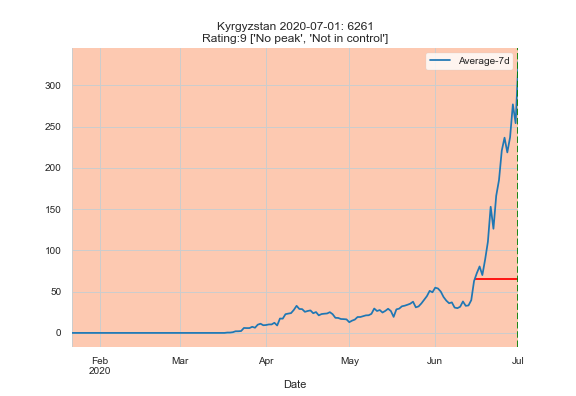 Kyrgyzstan 2020-07-01: 6261
Rating:9 ['No peak', 'Not in control']
Average-7d
300
250
200
150
100
50
0
Feb
2020
Mar
Apr
May
Jun
Jul
Date